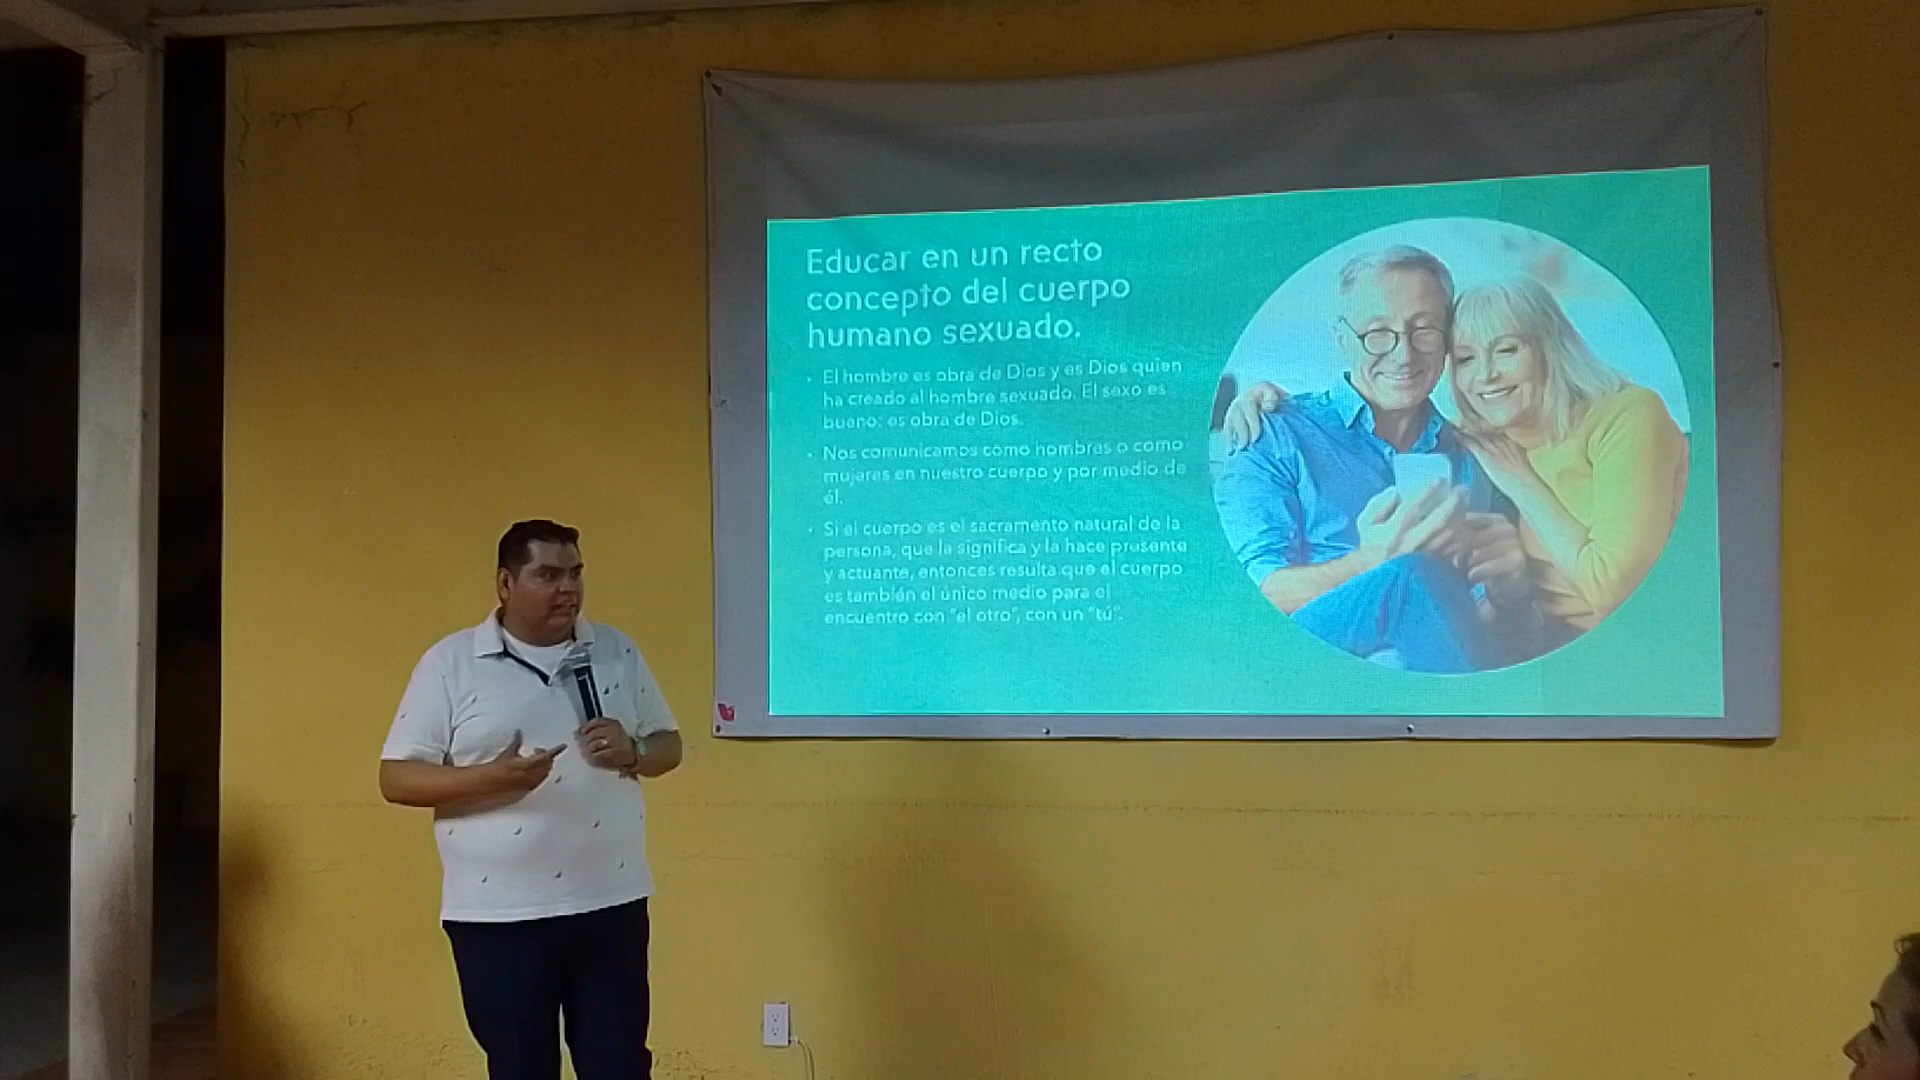 Educar en un recto
concepto del cuerpo
humano sexuado.
• El hombre es obra de Dios y es Dios quien
ha creado al hombre sexuado. El sexo es
bueno: es obra de Dios.
• Nos comunicamos como hombres o como
mujeres en nuestro cuerpo y por medio de
él.
• Si el cuerpo es el sacramento natural de la
persona, que la significa y la hace presente
y actuante, entonces resulta que el cuerpo
es también el único medio para el
encuentro con "el otro", con un "tú".